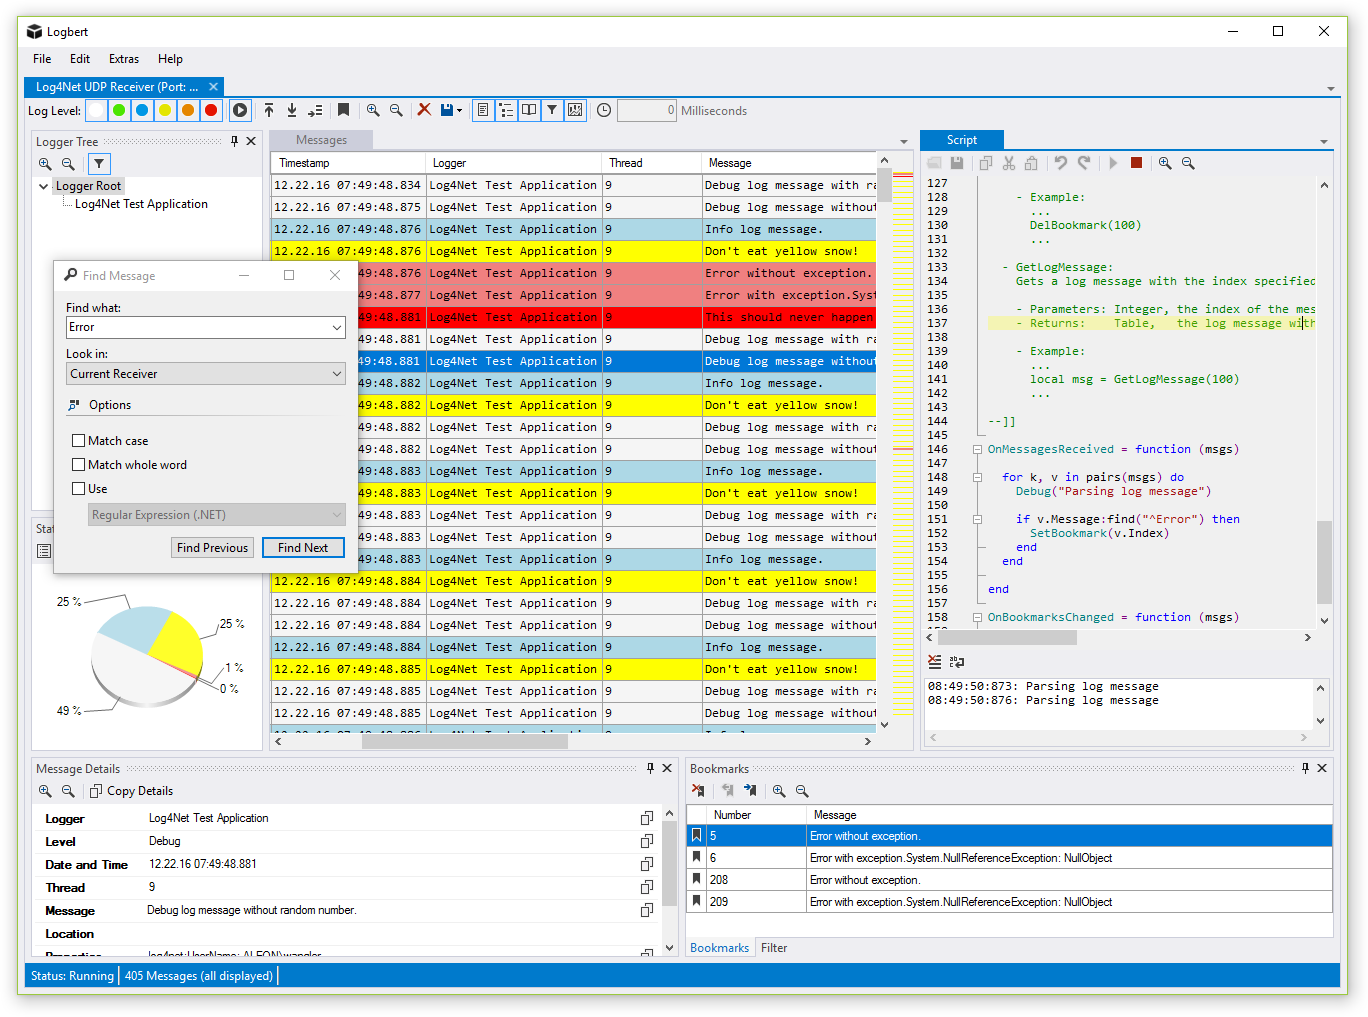 Logbert
File Edit Extras Help
Log4Net UDP Receiver (Port: ...
Log Level: 0 Milliseconds
Logger Tree
Logger Root
Log4Net Test Application
Messages
Timestamp Logger Thread Message
12.22.16 07:49:48.834 Log4Net Test Application 9 Debug log message with ra
12.22.16 07:49:48.875 Log4Net Test Application 9 Debug log message without
12.22.16 07:49:48.876 Log4Net Test Application 9 Info log message.
12.22.16 07:49:48.876 Log4Net Test Application 9 Don't eat yellow snow!
49:48.876 Log4Net Test Application 9 Error without exception.
49:48.877 Log4Net Test Application 9 Error with exception.Syst
49:48.881 Log4Net Test Application 9 This should never happen
49:48.881 Log4Net Test Application 9 Debug log message with ra
49:48.881 Log4Net Test Application 9 Debug log message without
49:48.882 Log4Net Test Application 9 Info log message.
49:48.882 Log4Net Test Application 9 Don't eat yellow snow!
49:48.882 Log4Net Test Application 9 Debug log message with ra
49:48.882 Log4Net Test Application 9 Debug log message without
49:48.883 Log4Net Test Application 9 Info log message.
49:48.883 Log4Net Test Application 9 Don't eat yellow snow!
49:48.883 Log4Net Test Application 9 Debug log message with ra
49:48.883 Log4Net Test Application 9 Debug log message without
49:48.883 Log4Net Test Application 9 Info log message.
12.22.16 07:49:48.884 Log4Net Test Application 9 Don't eat yellow snow!
12.22.16 07:49:48.884 Log4Net Test Application 9 Debug log message with ra
12.22.16 07:49:48.884 Log4Net Test Application 9 Debug log message without
12.22.16 07:49:48.884 Log4Net Test Application 9 Info log message.
12.22.16 07:49:48.885 Log4Net Test Application 9 Don't eat yellow snow!
12.22.16 07:49:48.885 Log4Net Test Application 9 Debug log message with ra
12.22.16 07:49:48.885 Log4Net Test Application 9 Debug log message without
Find Message
Find what:
Error
Look in:
Current Receiver
Options
Match case
Match whole word
Use
Regular Expression (.NET)
Find Previous Find Next
Stat
25 %
25 %
1 %
0 %
49 %
Script
127
128 - Example:
129 ...
130 DelBookmark(100)
131 ...
132
133 - GetLogMessage:
134 Gets a log message with the index specified
135
136 - Parameters: Integer, the index of the mes
137 - Returns: Table, the log message with
138
139 - Example:
140 ...
141 local msg = GetLogMessage(100)
142 ...
143
144 --]]
145
146 OnMessagesReceived = function (msgs)
147
148 for k, v in pairs(msgs) do
149 Debug("Parsing log message")
150
151 if v.Message:find("^Error") then
152 SetBookmark(v.Index)
153 end
154 end
155
156 end
157
158 OnBookmarksChanged = function (msgs)
08:49:50:873: Parsing log message
08:49:50:876: Parsing log message
Message Details
Copy Details
Logger Log4Net Test Application
Level Debug
Date and Time 12.22.16 07:49:48.881
Thread 9
Message Debug log message without random number.
Location
Bookmarks
Number Message
5 Error without exception.
6 Error with exception.System.NullReferenceException: NullObject
208 Error without exception.
209 Error with exception.System.NullReferenceException: NullObject
Bookmarks Filter
Status: Running 405 Messages (all displayed)